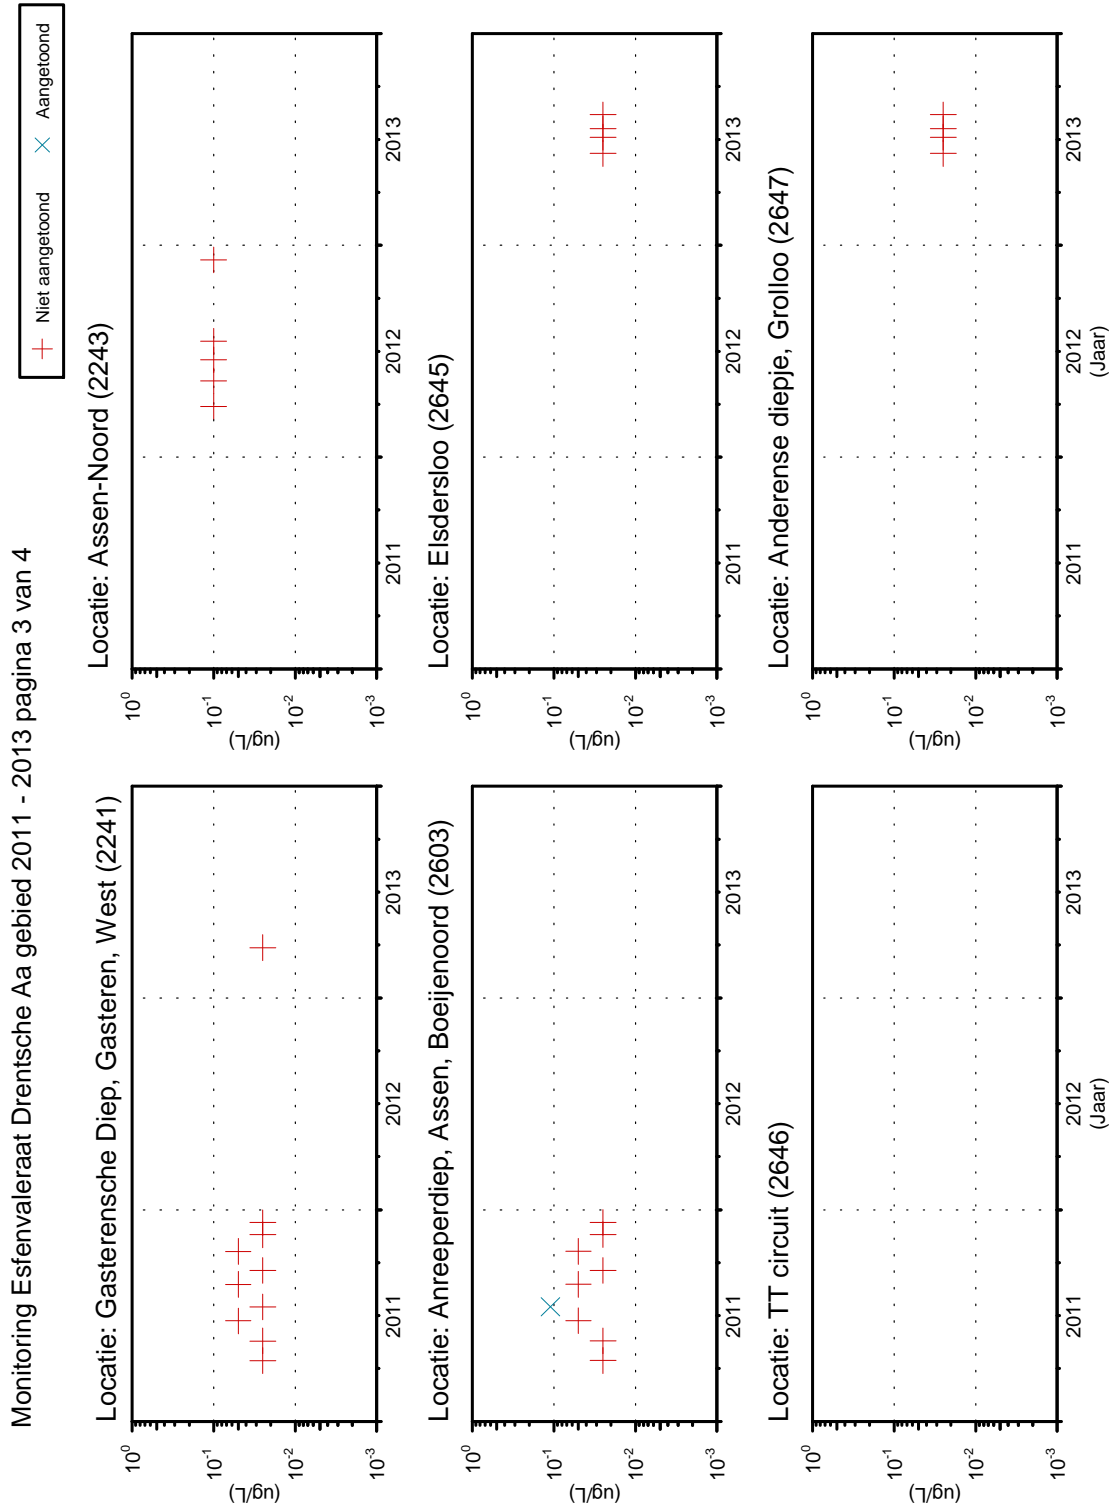 Monitoring Esfenvaleraat Drentsche Aa gebied 2011 - 2013 pagina 3 van 4
Niet aangetoond Aangetoond
Locatie: Gasterensche Diep, Gasteren, West (2241)
10^0
10^-1
10^-2
10^-3
(ug/L)
2011 2012 2013
Locatie: Assen-Noord (2243)
10^0
10^-1
10^-2
10^-3
(ug/L)
2011 2012 2013
Locatie: Anreeperdiep, Assen, Boeijenoord (2603)
10^0
10^-1
10^-2
10^-3
(ug/L)
2011 2012 2013
Locatie: Elsdersloo (2645)
10^0
10^-1
10^-2
10^-3
(ug/L)
2011 2012 2013
Locatie: TT circuit (2646)
10^0
10^-1
10^-2
10^-3
(ug/L)
2011 2012 2013
(Jaar)
Locatie: Anderense diepje, Grolloo (2647)
10^0
10^-1
10^-2
10^-3
(ug/L)
2011 2012 2013
(Jaar)